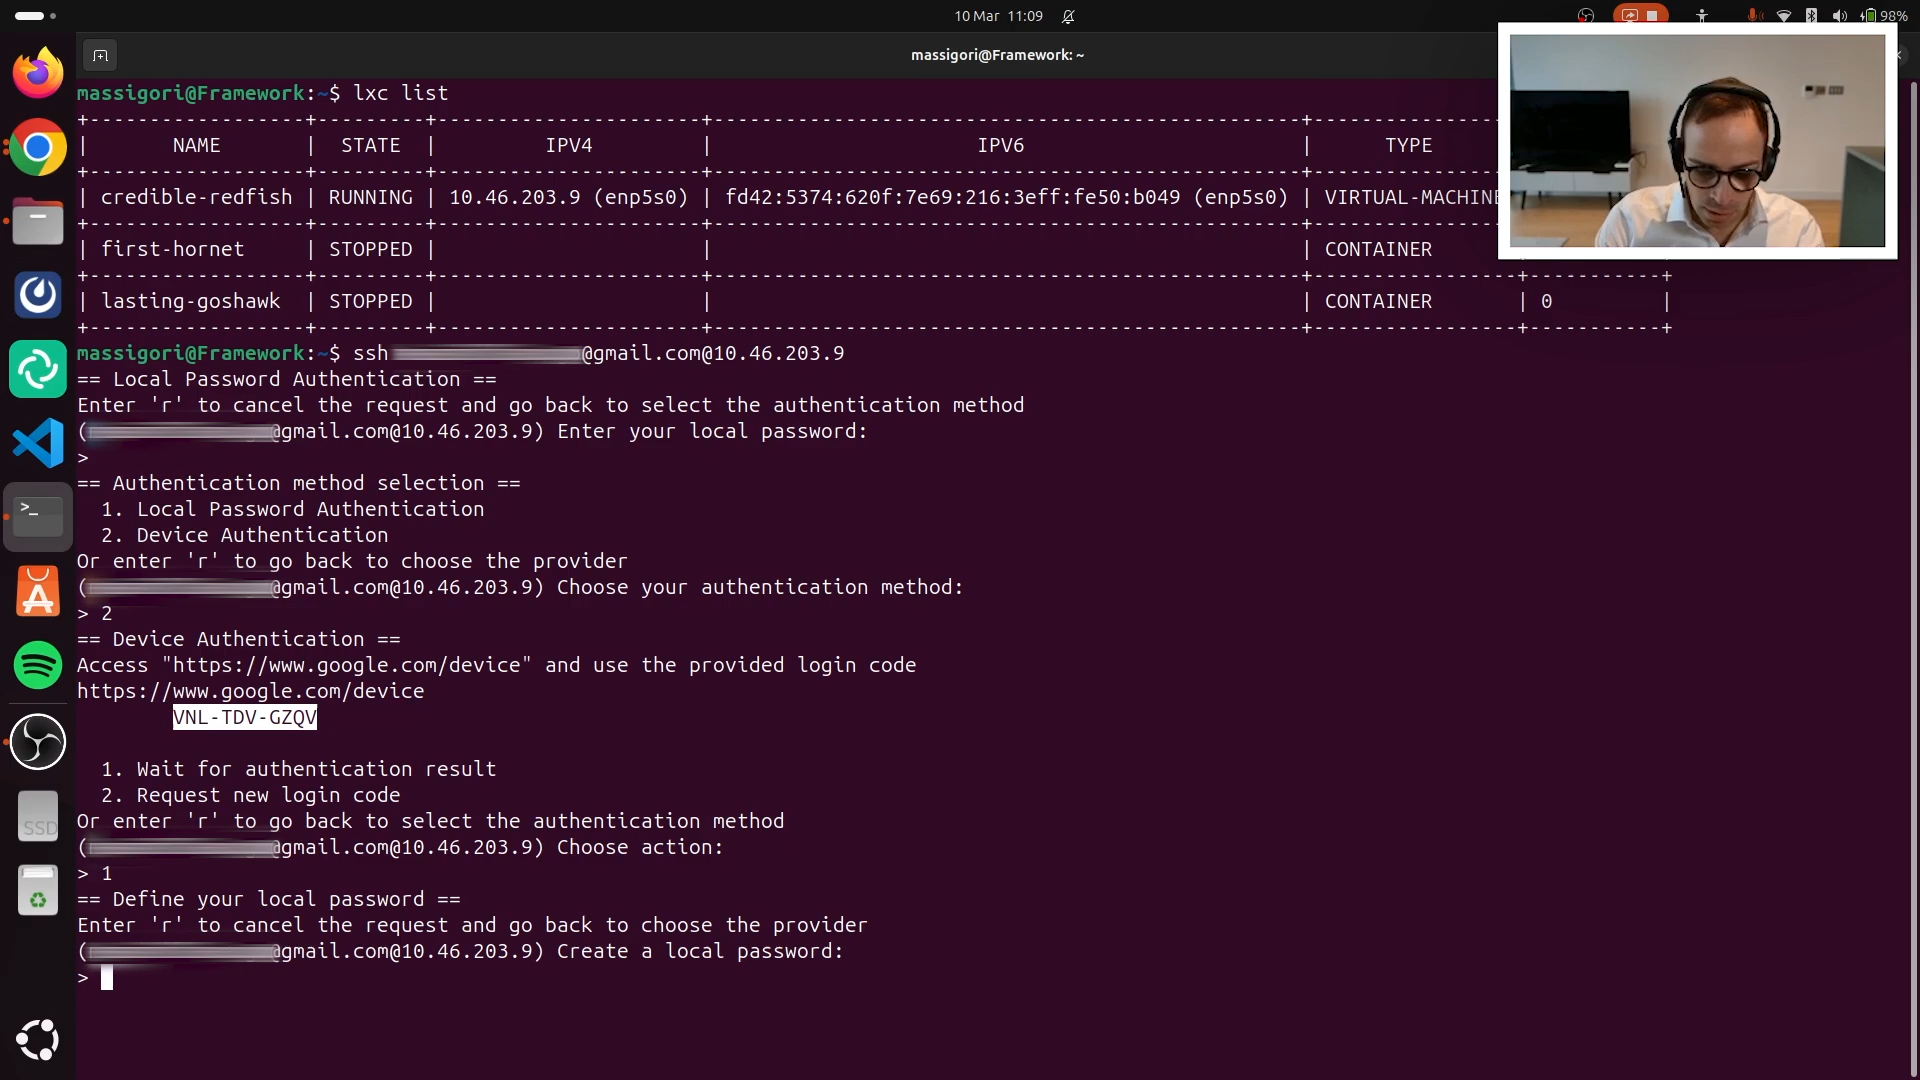 10 Mar 11:09
98%
massigori@Framework: ~
massigori@Framework:~$ lxc list
+------------------+---------+----------------------+-------------------------------------------------+----------------
| NAME | STATE | IPV4 | IPV6 | TYPE
+------------------+---------+----------------------+-------------------------------------------------+----------------
| credible-redfish | RUNNING | 10.46.203.9 (enp5s0) | fd42:5374:620f:7e69:216:3eff:fe50:b049 (enp5s0) | VIRTUAL-MACHINE
+------------------+---------+----------------------+-------------------------------------------------+----------------
| first-hornet | STOPPED | | | CONTAINER
+------------------+---------+----------------------+-------------------------------------------------+-----------------+-----------+
| lasting-goshawk | STOPPED | | | CONTAINER | 0 |
+------------------+---------+----------------------+-------------------------------------------------+-----------------+-----------+
massigori@Framework:~$ ssh @gmail.com@10.46.203.9
== Local Password Authentication ==
Enter 'r' to cancel the request and go back to select the authentication method
( @gmail.com@10.46.203.9) Enter your local password:
>
== Authentication method selection ==
1. Local Password Authentication
2. Device Authentication
Or enter 'r' to go back to choose the provider
( @gmail.com@10.46.203.9) Choose your authentication method:
> 2
== Device Authentication ==
Access "https://www.google.com/device" and use the provided login code
https://www.google.com/device
VNL-TDV-GZQV
1. Wait for authentication result
2. Request new login code
Or enter 'r' to go back to select the authentication method
( @gmail.com@10.46.203.9) Choose action:
> 1
== Define your local password ==
Enter 'r' to cancel the request and go back to choose the provider
( @gmail.com@10.46.203.9) Create a local password:
>
SSD